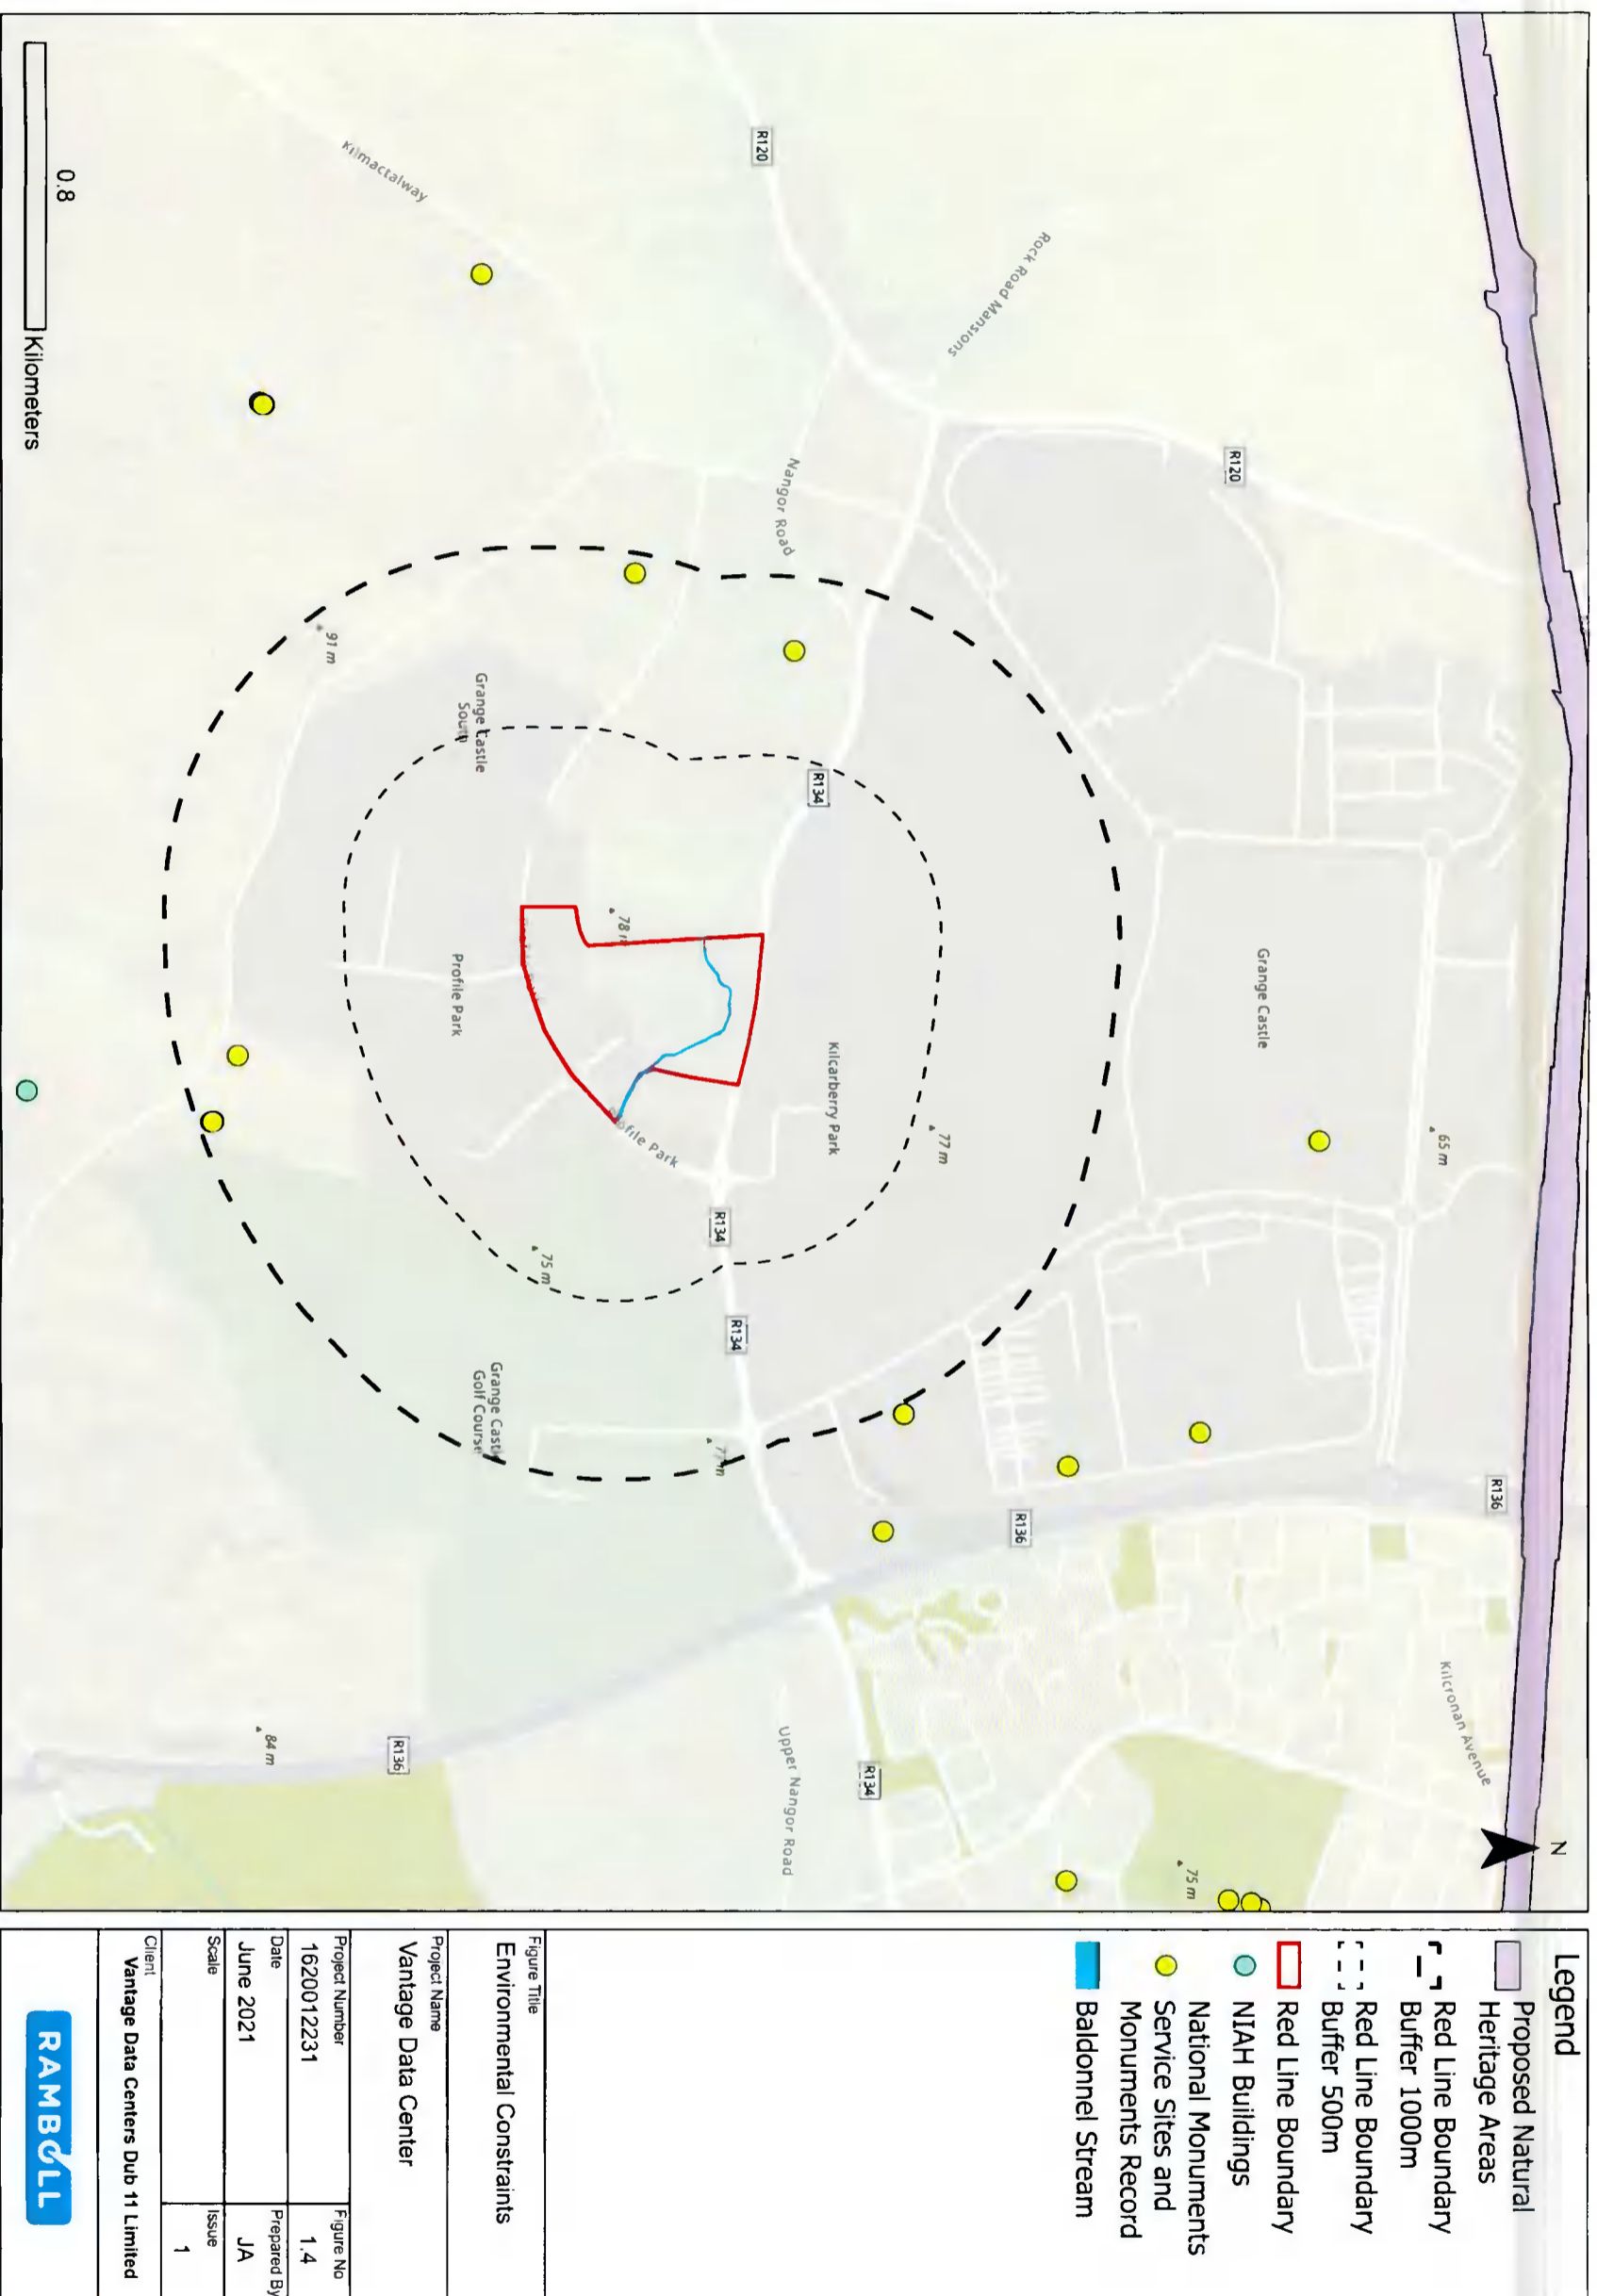 R120
Kilmactalway
Rock Road Mansions
R120
Nangor Road
91 m
Grange Castle
South
R134
78
Profile Park
Grange Castle
Kilcarberry Park
Profile Park
77 m
65 m
R134
75 m
R134
Grange Castle
Golf Course
R136
R136
Kilcronan Avenue
R136
84 m
Upper Nangor Road
R134
75 m
N
0.8
Kilometers
Legend
Proposed Natural
Heritage Areas
Red Line Boundary
Buffer 1000m
Red Line Boundary
Buffer 500m
Red Line Boundary
NIAH Buildings
National Monuments
Service Sites and
Monuments Record
Baldonnel Stream
Figure Title
Environmental Constraints
Project Name
Vantage Data Center
Project Number
1620012231
Figure No
1.4
Date
June 2021
Prepared By
JA
Scale
Issue
1
Client
Vantage Data Centers Dub 11 Limited
RAMBOLL